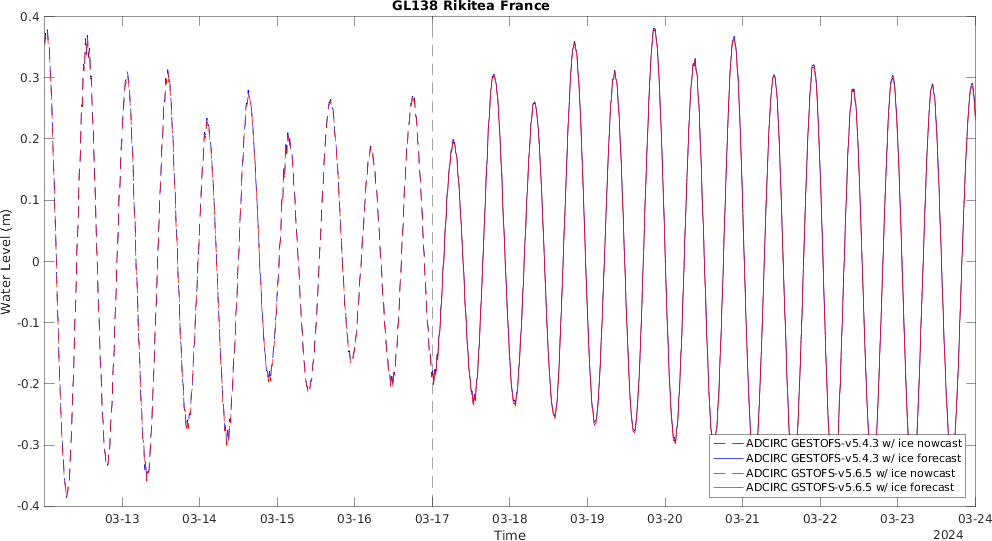 GL138 Rikitea France
0.4
0.3
0.2
0.1
0
-0.1
-0.2
-0.3
-0.4
Water Level (m)
03-13 03-14 03-15 03-16 03-17 03-18 03-19 03-20 03-21 03-22 03-23 03-24
Time
2024
ADCIRC GESTOFS-v5.4.3 w/ ice nowcast
ADCIRC GESTOFS-v5.4.3 w/ ice forecast
ADCIRC GSTOFS-v5.6.5 w/ ice nowcast
ADCIRC GSTOFS-v5.6.5 w/ ice forecast